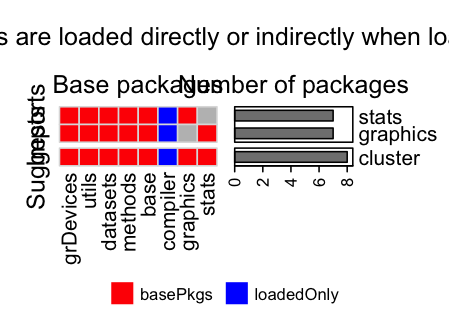 s are loaded directly or indirectly when loa
Base packages
Number of packages
Imports
Suggests
stats
graphics
cluster
grDevices
utils
datasets
methods
base
compiler
graphics
stats
0 2 4 6 8
basePkgs
loadedOnly